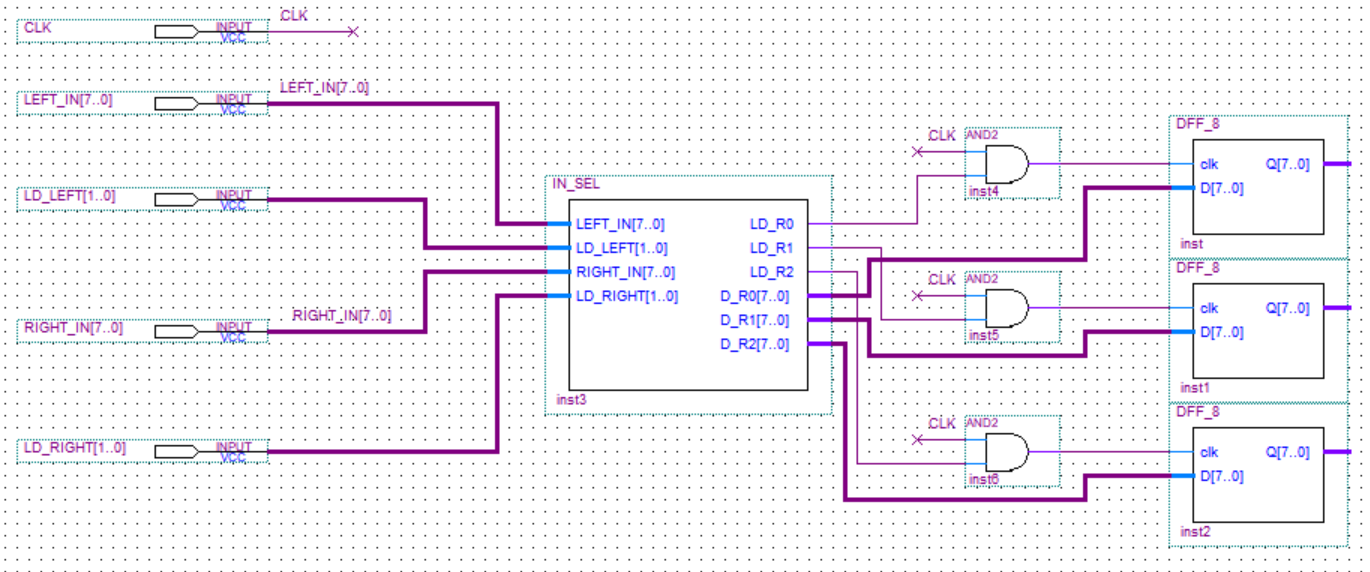 CLK
INPUT
VCC
CLK
LEFT_IN[7..0]
INPUT
VCC
LEFT_IN[7..0]
LD_LEFT[1..0]
INPUT
VCC
RIGHT_IN[7..0]
INPUT
VCC
RIGHT_IN[7..0]
LD_RIGHT[1..0]
INPUT
VCC
IN_SEL
LEFT_IN[7..0]
LD_LEFT[1..0]
RIGHT_IN[7..0]
LD_RIGHT[1..0]
LD_R0
LD_R1
LD_R2
D_R0[7..0]
D_R1[7..0]
D_R2[7..0]
inst3
CLK
AND2
inst4
CLK
AND2
inst5
CLK
AND2
inst6
DFF_8
clk
Q[7..0]
D[7..0]
inst
DFF_8
clk
Q[7..0]
D[7..0]
inst1
DFF_8
clk
Q[7..0]
D[7..0]
inst2